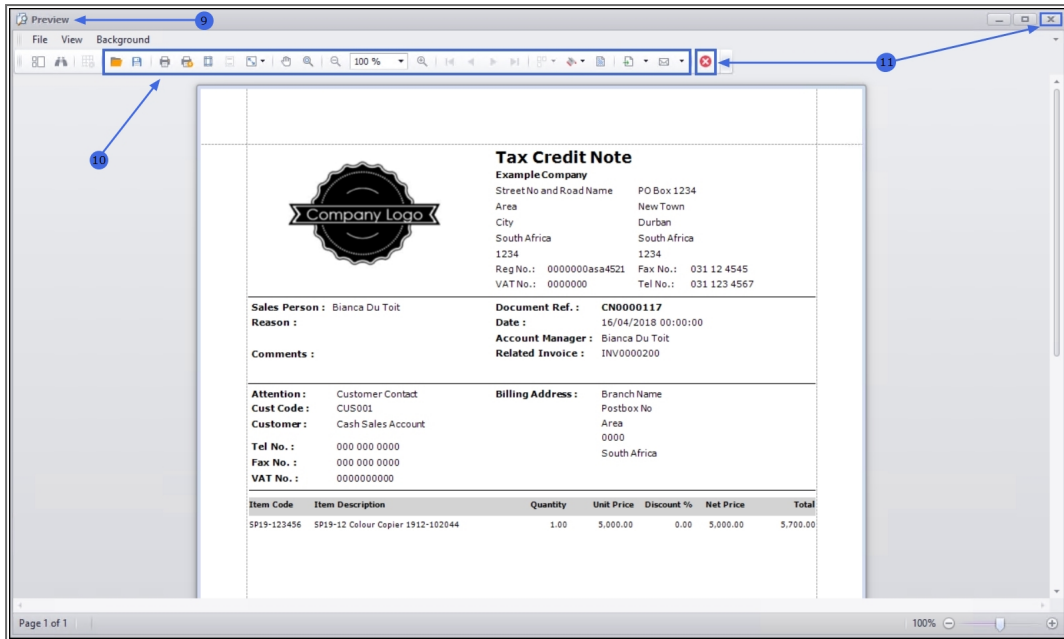 Preview
9
File View Background
100 %
11
10
Tax Credit Note
Example Company
Street No and Road Name PO Box 1234
Area New Town
City Durban
South Africa South Africa
1234 1234
Reg No.: 0000000asa4521 Fax No.: 031 12 4545
VAT No.: 0000000 Tel No.: 031 123 4567
Company Logo
Sales Person : Bianca Du Toit Document Ref. : CN0000117
Reason : Date : 16/04/2018 00:00:00
Account Manager : Bianca Du Toit
Comments : Related Invoice : INV0000200
Attention : Customer Contact Billing Address : Branch Name
Cust Code : CUS001 Postbox No
Customer : Cash Sales Account Area
0000
Tel No. : 000 000 0000 South Africa
Fax No. : 000 000 0000
VAT No. : 0000000000
Item Code Item Description Quantity Unit Price Discount % Net Price Total
SP19-123456 SP19-12 Colour Copier 1912-102044 1.00 5,000.00 0.00 5,000.00 5,700.00
Page 1 of 1 100%